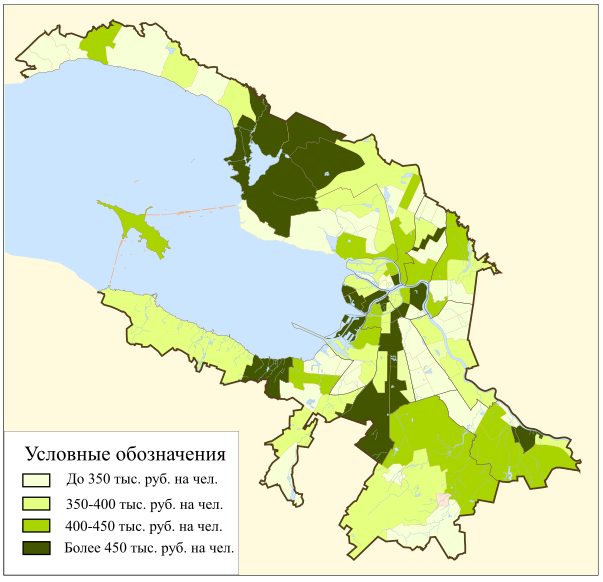 Условные обозначения
До 350 тыс. руб. на чел.
350-400 тыс. руб. на чел.
400-450 тыс. руб. на чел.
Более 450 тыс. руб. на чел.